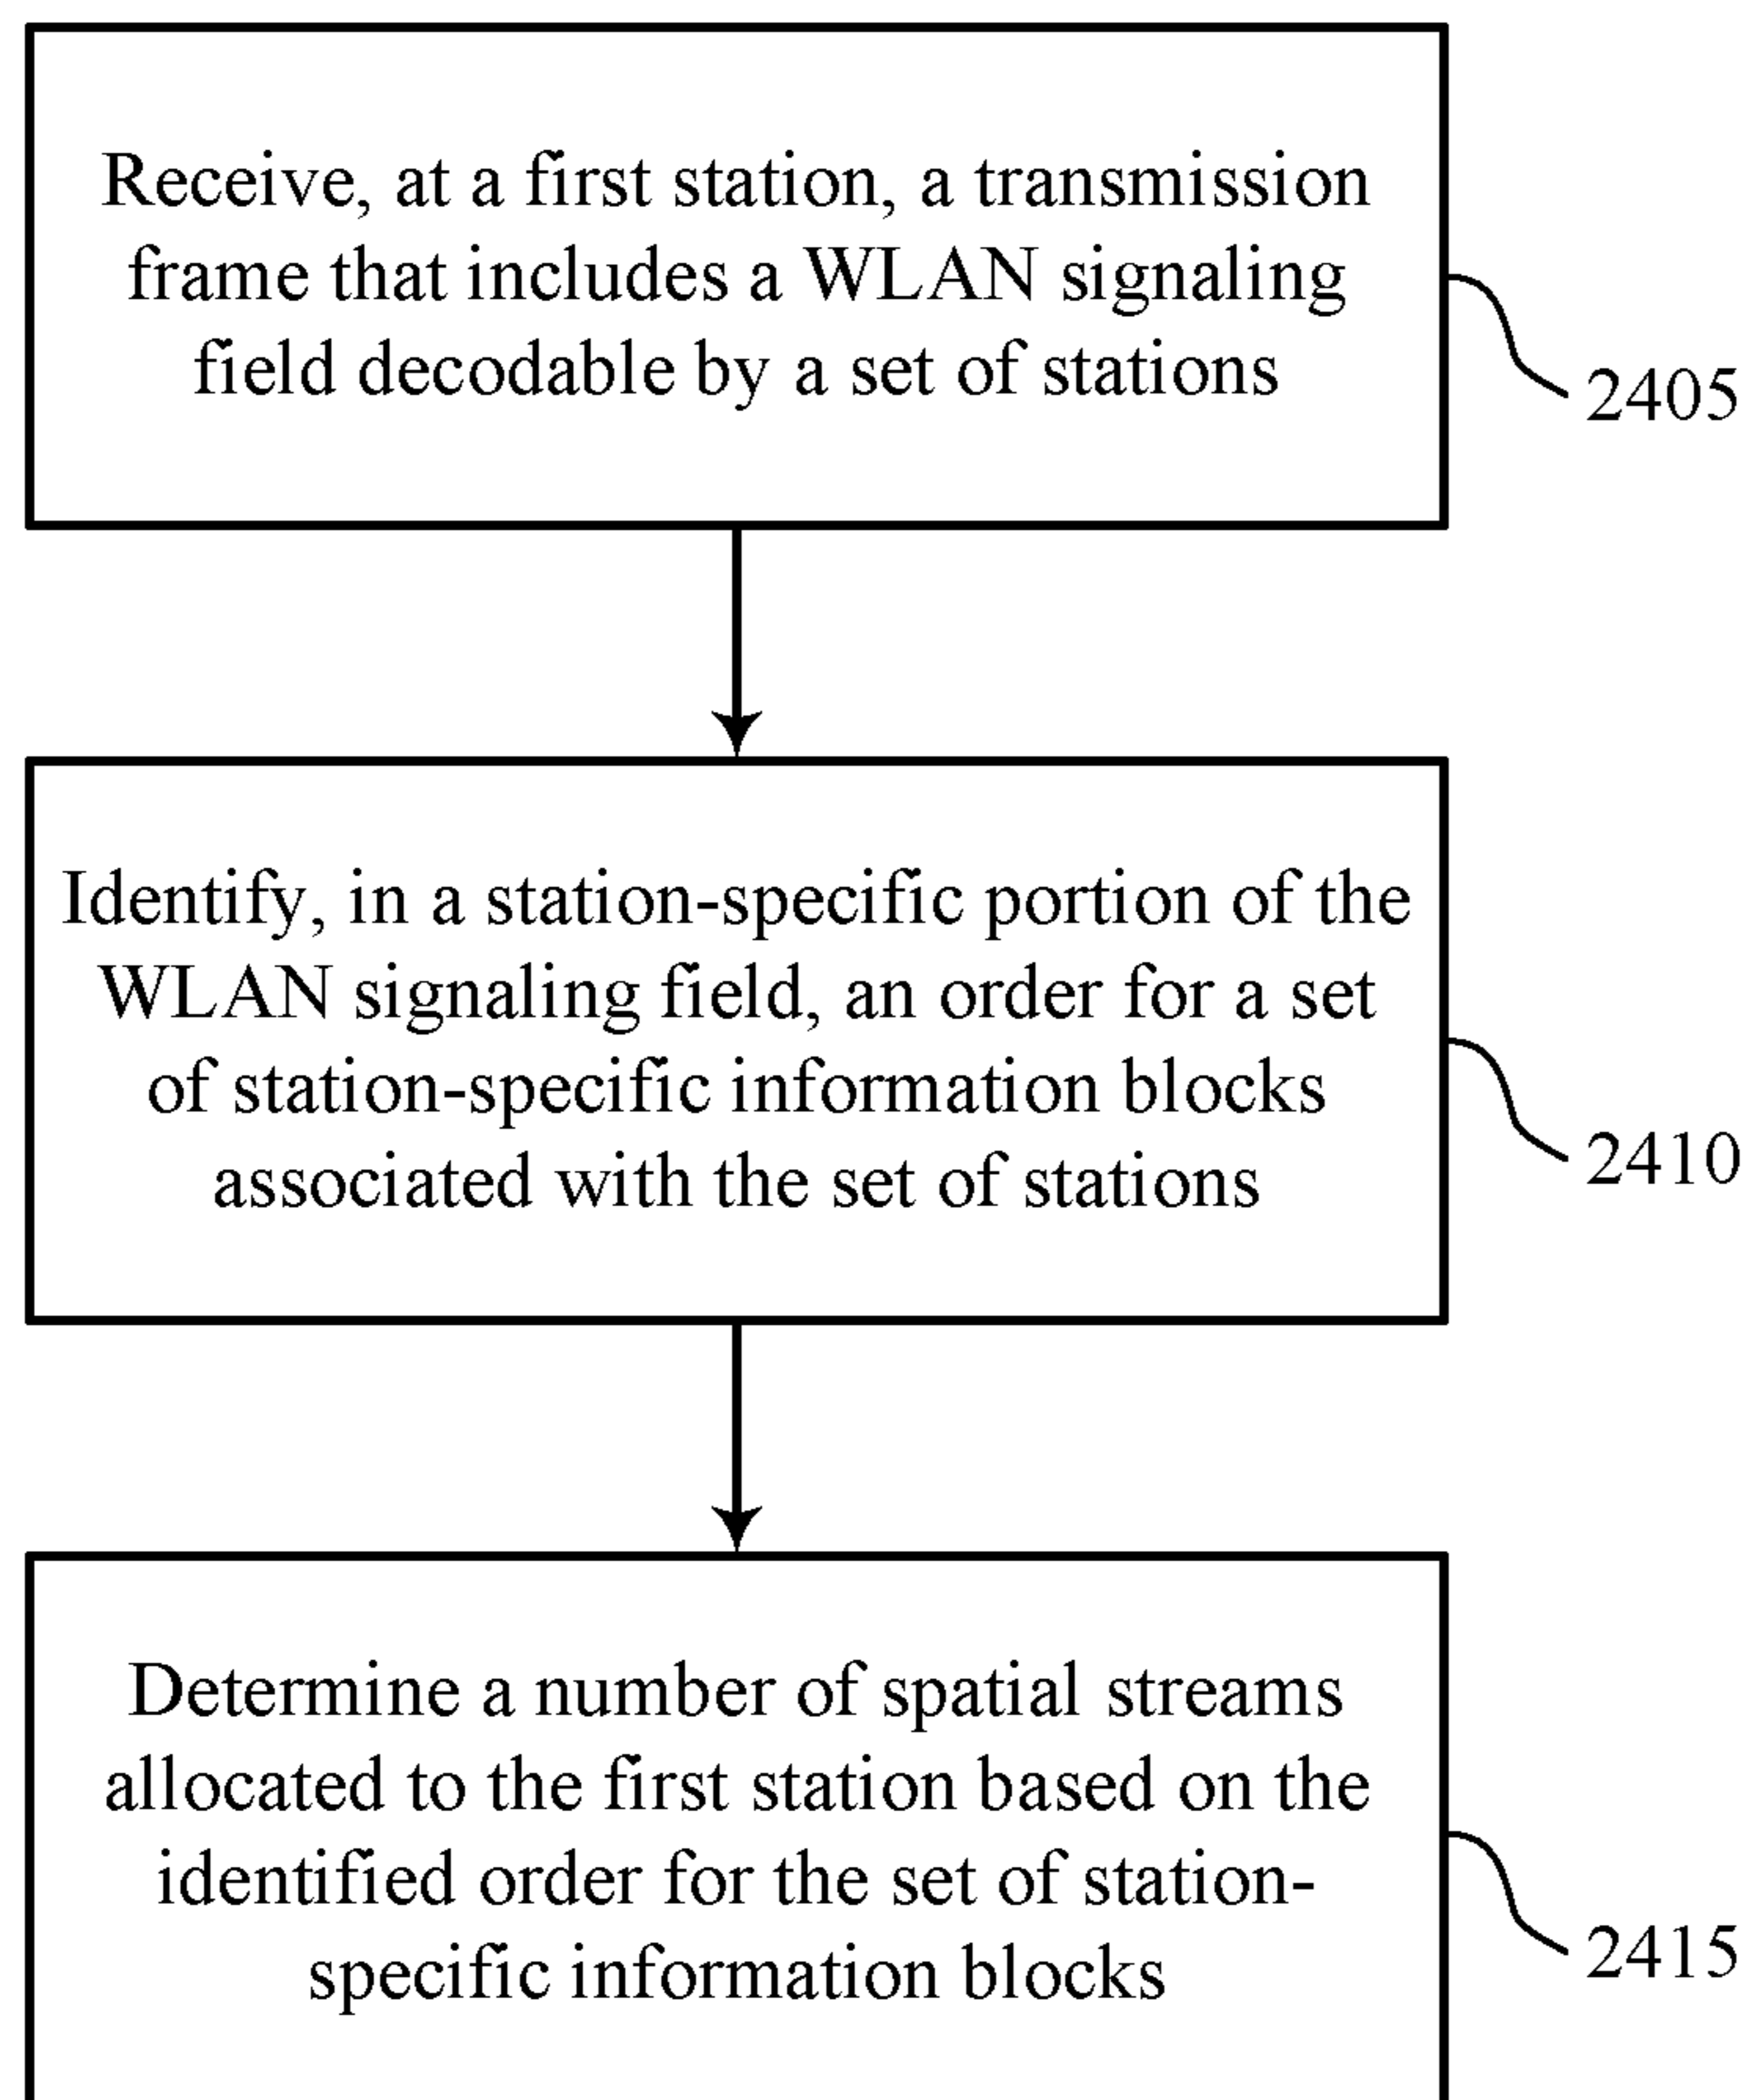 Receive, at a first station, a transmission
frame that includes a WLAN signaling
field decodable by a set of stations
2405
Identify, in a station-specific portion of the
WLAN signaling field, an order for a set
of station-specific information blocks
associated with the set of stations
2410
Determine a number of spatial streams
allocated to the first station based on the
identified order for the set of station-
specific information blocks
2415